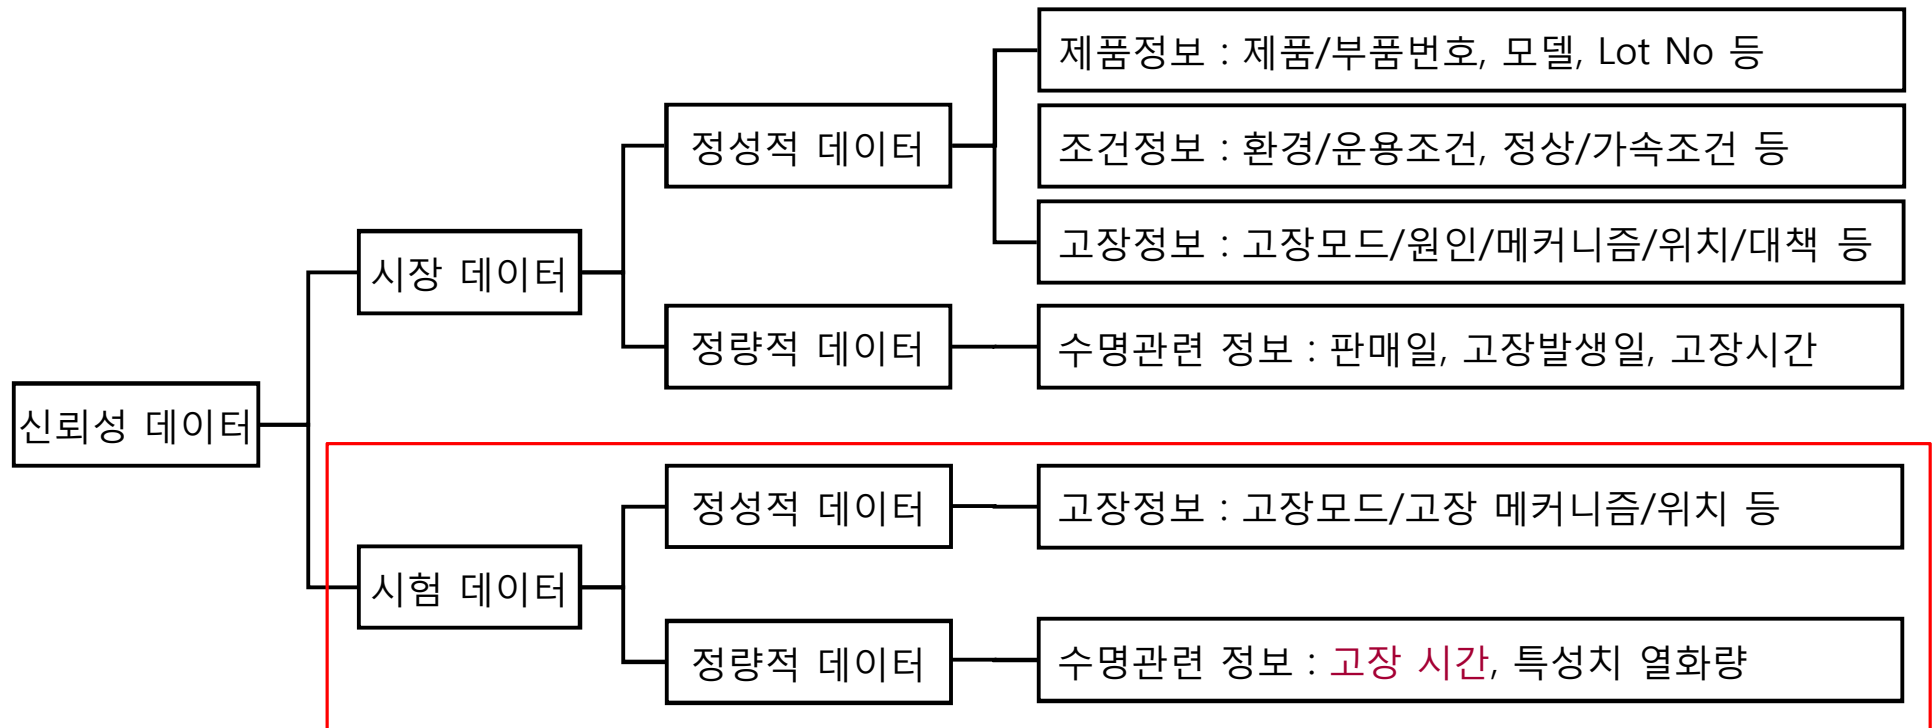 제품정보 : 제품/부품번호, 모델, Lot No 등
정성적 데이터
조건정보 : 환경/운용조건, 정상/가속조건 등
고장정보 : 고장모드/원인/메커니즘/위치/대책 등
시장 데이터
정량적 데이터
수명관련 정보 : 판매일, 고장발생일, 고장시간
신뢰성 데이터
정성적 데이터
고장정보 : 고장모드/고장 메커니즘/위치 등
시험 데이터
정량적 데이터
수명관련 정보 : 고장 시간, 특성치 열화량